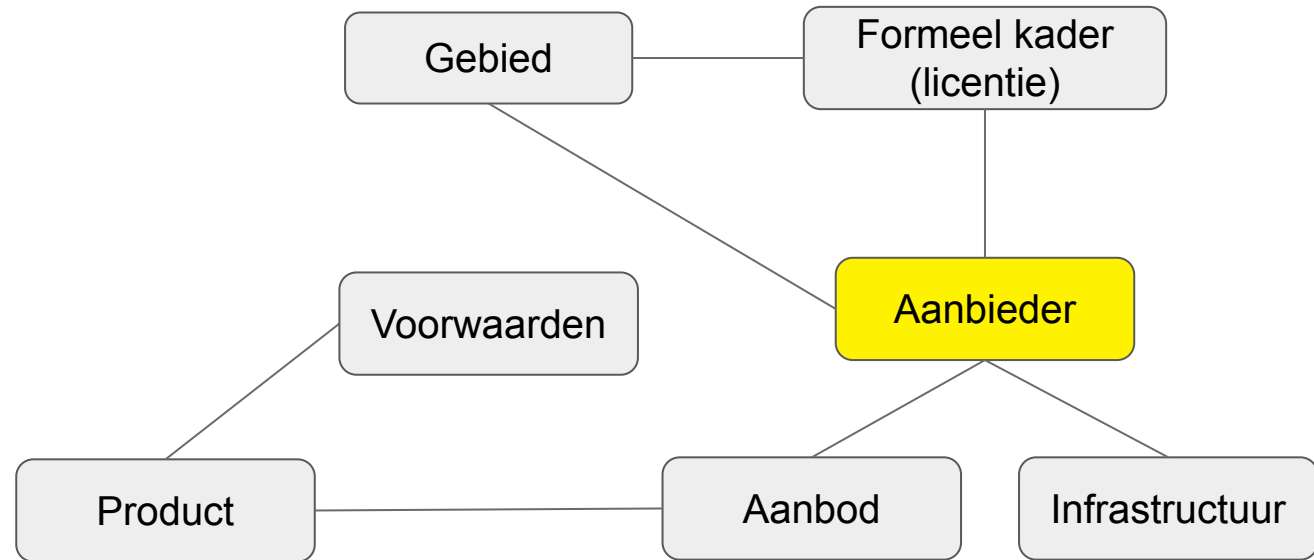 Gebied
Formeel kader
(licentie)
Aanbieder
Voorwaarden
Product
Aanbod
Infrastructuur